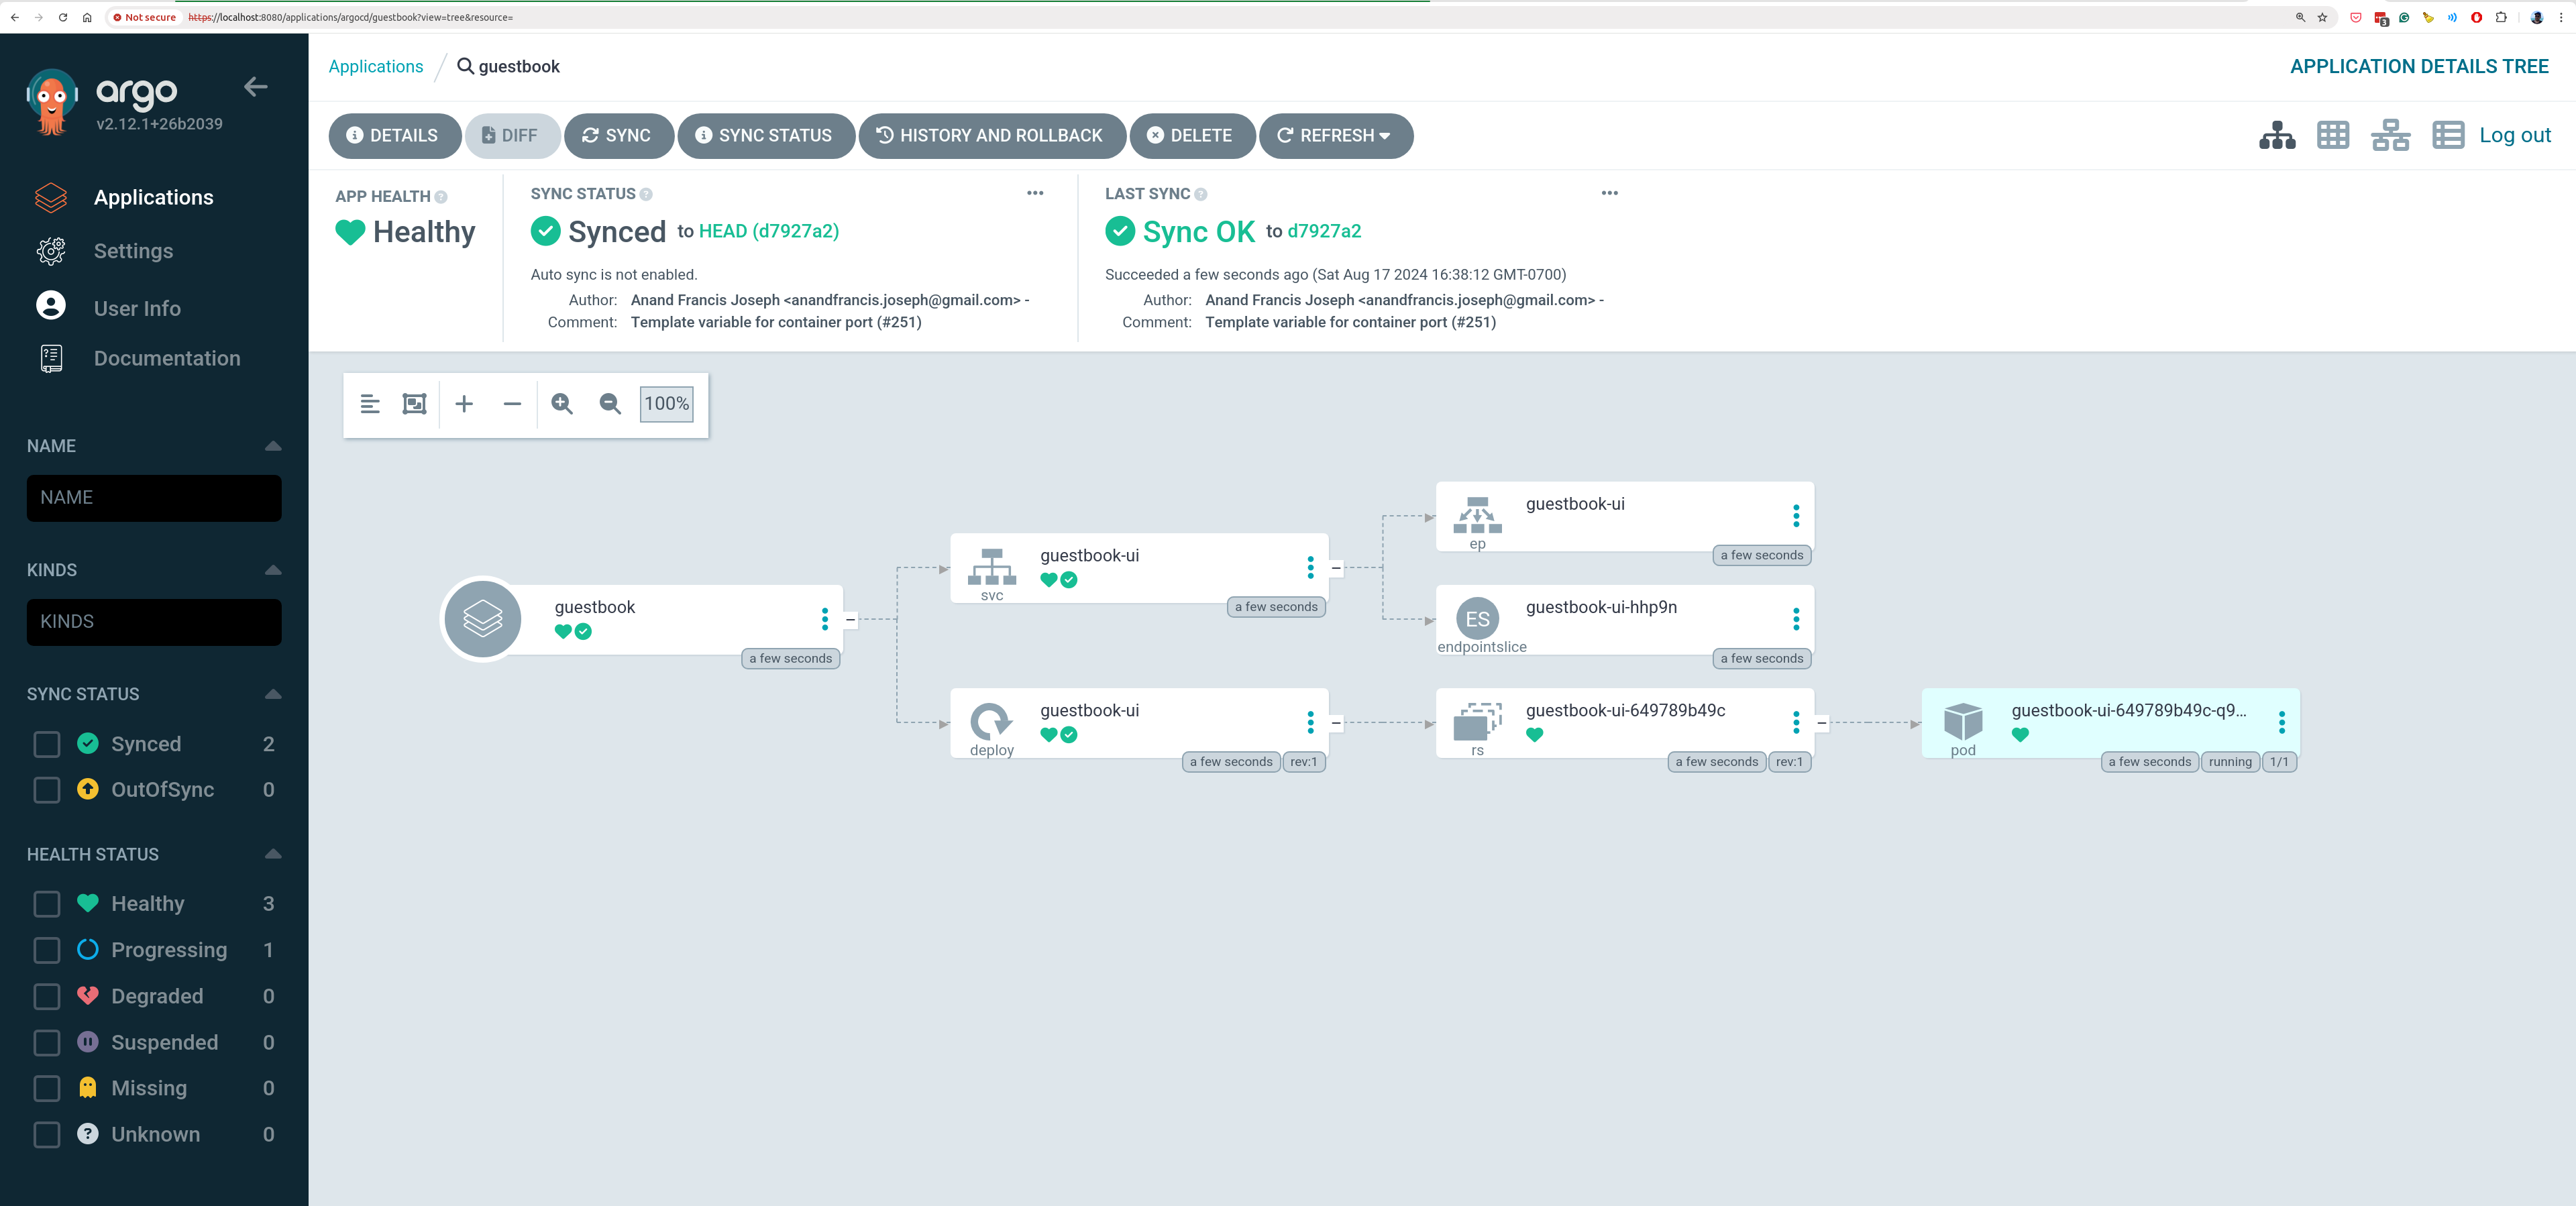 Not secure https://localhost:8080/applications/argocd/guestbook?view=tree&resource=
3
argo
v2.12.1+26b2039
Applications
Settings
User Info
Documentation
NAME
NAME
KINDS
KINDS
SYNC STATUS
Synced 2
OutOfSync 0
HEALTH STATUS
Healthy 3
Progressing 1
Degraded 0
Suspended 0
Missing 0
Unknown 0
Applications / guestbook
APPLICATION DETAILS TREE
DETAILS DIFF SYNC SYNC STATUS HISTORY AND ROLLBACK DELETE REFRESH
Log out
APP HEALTH
Healthy
SYNC STATUS
Synced to HEAD (d7927a2)
Auto sync is not enabled.
Author: Anand Francis Joseph <anandfrancis.joseph@gmail.com> -
Comment: Template variable for container port (#251)
LAST SYNC
Sync OK to d7927a2
Succeeded a few seconds ago (Sat Aug 17 2024 16:38:12 GMT-0700)
Author: Anand Francis Joseph <anandfrancis.joseph@gmail.com> -
Comment: Template variable for container port (#251)
100%
guestbook
a few seconds
guestbook-ui
svc
a few seconds
guestbook-ui
deploy
a few seconds rev:1
guestbook-ui
ep
a few seconds
ES
guestbook-ui-hhp9n
endpointslice
a few seconds
guestbook-ui-649789b49c
rs
a few seconds rev:1
guestbook-ui-649789b49c-q9...
pod
a few seconds running 1/1